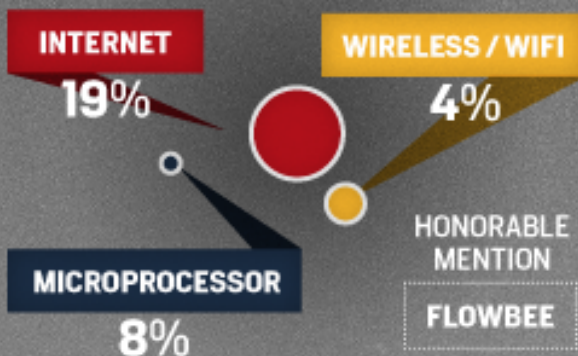 INTERNET
19%
WIRELESS / WIFI
4%
MICROPROCESSOR
8%
HONORABLE
MENTION
FLOWBEE